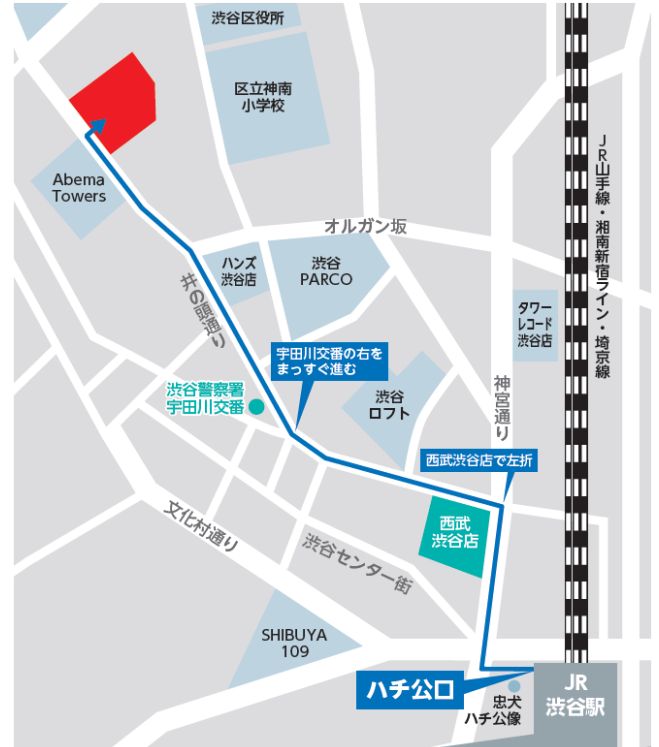 渋谷区役所
区立神南
小学校
Abema
Towers
オルガン坂
ハンズ
渋谷店
渋谷
PARCO
井の頭通り
JR山手線・湘南新宿ライン・埼京線
タワー
レコード
渋谷店
宇田川交番の右を
まっすぐ進む
渋谷警察署
宇田川交番
渋谷
ロフト
神宮通り
西武渋谷店で左折
西武
渋谷店
文化村通り
渋谷センター街
SHIBUYA
109
ハチ公口
忠犬
ハチ公像
JR
渋谷駅